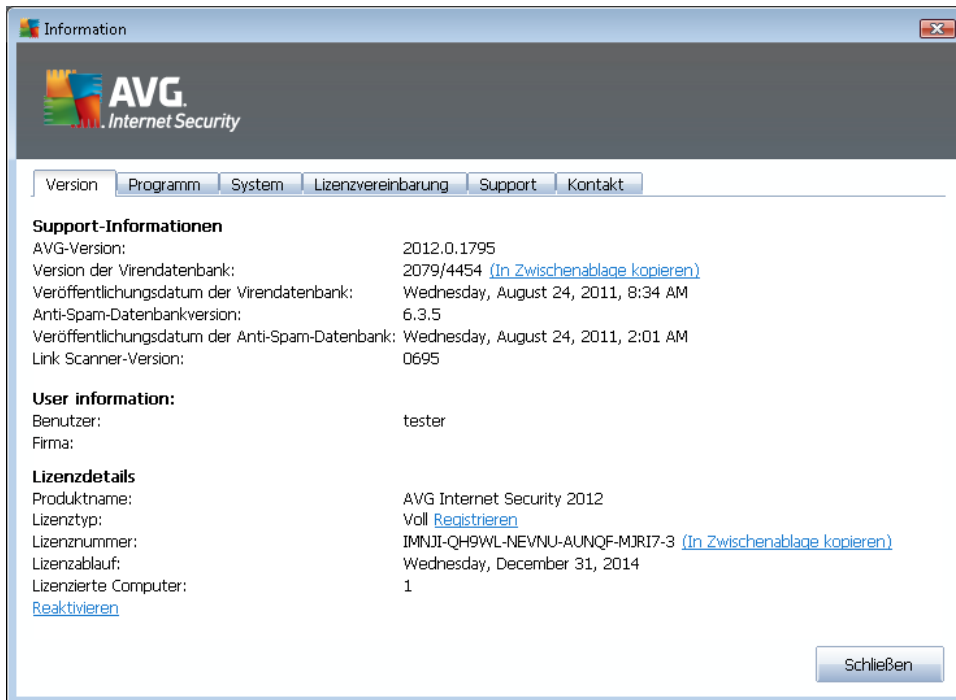 Information
AVG.
Internet Security
Version Programm System Lizenzvereinbarung Support Kontakt
Support-Informationen
AVG-Version: 2012.0.1795
Version der Virendatenbank: 2079/4454 (In Zwischenablage kopieren)
Veröffentlichungsdatum der Virendatenbank: Wednesday, August 24, 2011, 8:34 AM
Anti-Spam-Datenbankversion: 6.3.5
Veröffentlichungsdatum der Anti-Spam-Datenbank: Wednesday, August 24, 2011, 2:01 AM
Link Scanner-Version: 0695
User information:
Benutzer: tester
Firma:
Lizenzdetails
Produktname: AVG Internet Security 2012
Lizenztyp: Voll Registrieren
Lizenznummer: IMNJI-QH9WL-NEVNU-AUNQF-MJRI7-3 (In Zwischenablage kopieren)
Lizenzablauf: Wednesday, December 31, 2014
Lizenzierte Computer: 1
Reaktivieren
Schließen